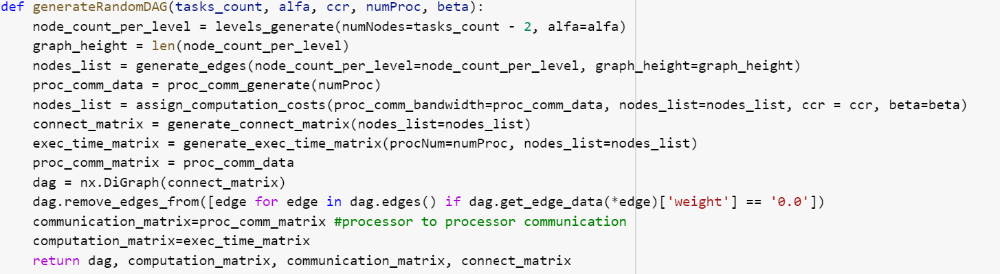 def generateRandomDAG(tasks_count, alfa, ccr, numProc, beta):
    node_count_per_level = levels_generate(numNodes=tasks_count - 2, alfa=alfa)
    graph_height = len(node_count_per_level)
    nodes_list = generate_edges(node_count_per_level=node_count_per_level, graph_height=graph_height)
    proc_comm_data = proc_comm_generate(numProc)
    nodes_list = assign_computation_costs(proc_comm_bandwidth=proc_comm_data, nodes_list=nodes_list, ccr = ccr, beta=beta)
    connect_matrix = generate_connect_matrix(nodes_list=nodes_list)
    exec_time_matrix = generate_exec_time_matrix(procNum=numProc, nodes_list=nodes_list)
    proc_comm_matrix = proc_comm_data
    dag = nx.DiGraph(connect_matrix)
    dag.remove_edges_from([edge for edge in dag.edges() if dag.get_edge_data(*edge)['weight'] == '0.0'])
    communication_matrix=proc_comm_matrix #processor to processor communication
    computation_matrix=exec_time_matrix
    return dag, computation_matrix, communication_matrix, connect_matrix